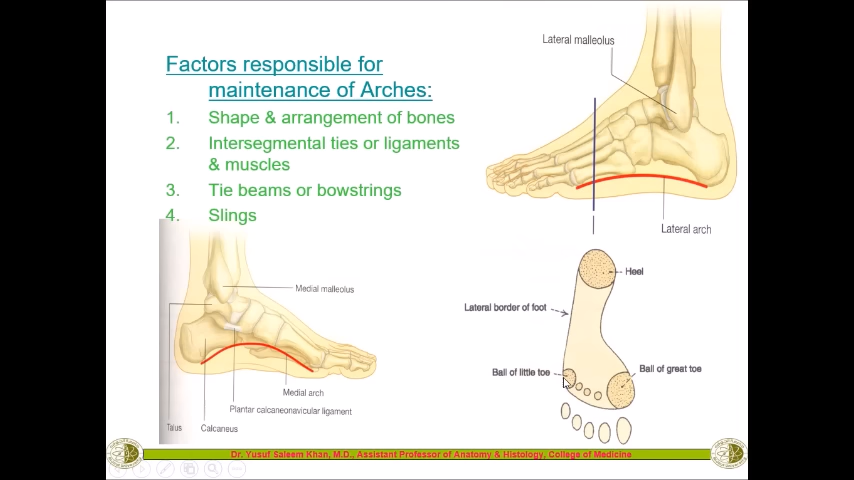 Factors responsible for
maintenance of Arches:
1. Shape & arrangement of bones
2. Intersegmental ties or ligaments
& muscles
3. Tie beams or bowstrings
4. Slings
Lateral malleolus
Lateral arch
Medial malleolus
Medial arch
Plantar calcaneonavicular ligament
Talus
Calcaneus
Heel
Lateral border of foot
Ball of little toe
Ball of great toe
Dr. Yusuf Saleem Khan, M.D., Assistant Professor of Anatomy & Histology, College of Medicine